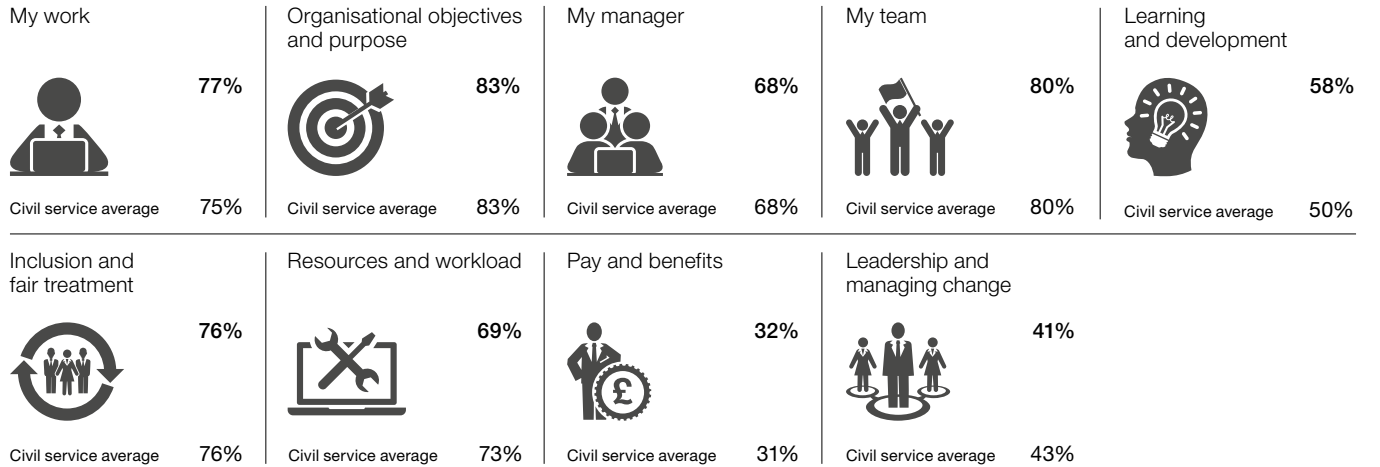 My work
77%
Civil service average 75%
Organisational objectives
and purpose
83%
Civil service average 83%
My manager
68%
Civil service average 68%
My team
80%
Civil service average 80%
Learning
and development
58%
Civil service average 50%
Inclusion and
fair treatment
76%
Civil service average 76%
Resources and workload
69%
Civil service average 73%
Pay and benefits
32%
£
Civil service average 31%
Leadership and
managing change
41%
Civil service average 43%